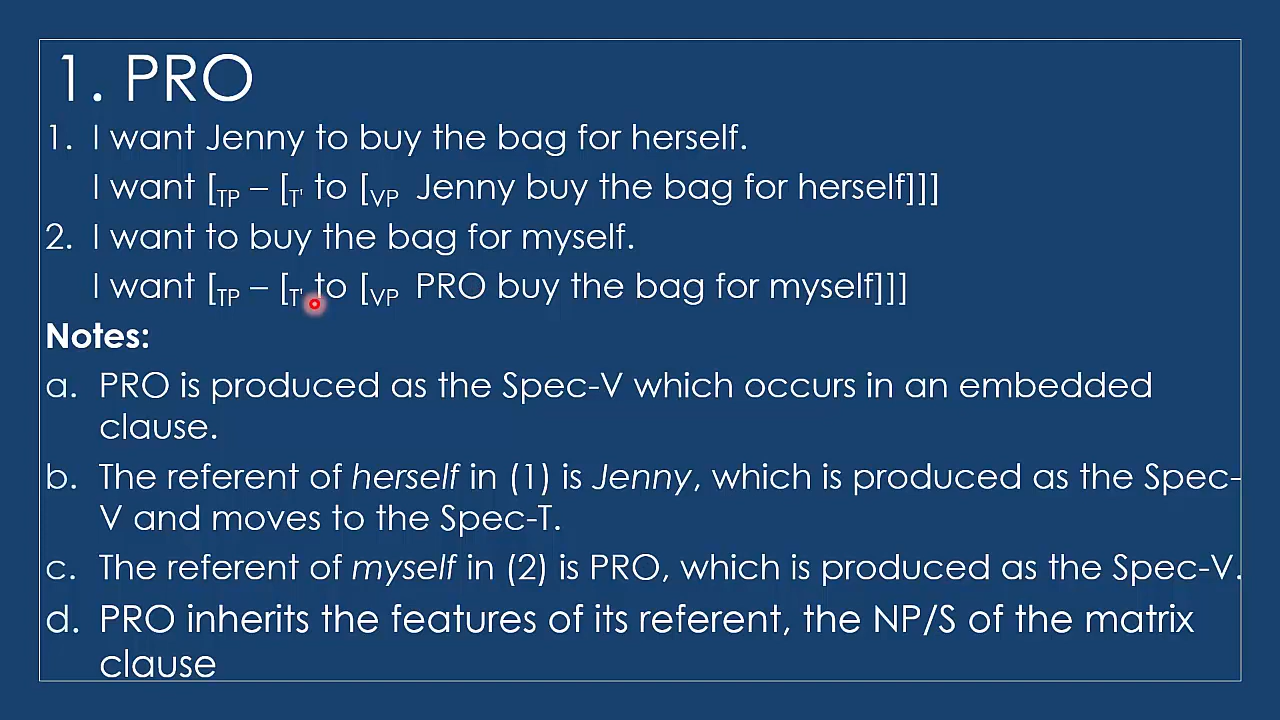 1. PRO
1. I want Jenny to buy the bag for herself.
I want [TP – [T' to [VP Jenny buy the bag for herself]]]
2. I want to buy the bag for myself.
I want [TP – [T' to [VP PRO buy the bag for myself]]]
Notes:
a. PRO is produced as the Spec-V which occurs in an embedded
clause.
b. The referent of herself in (1) is Jenny, which is produced as the Spec-
V and moves to the Spec-T.
c. The referent of myself in (2) is PRO, which is produced as the Spec-V.
d. PRO inherits the features of its referent, the NP/S of the matrix
clause